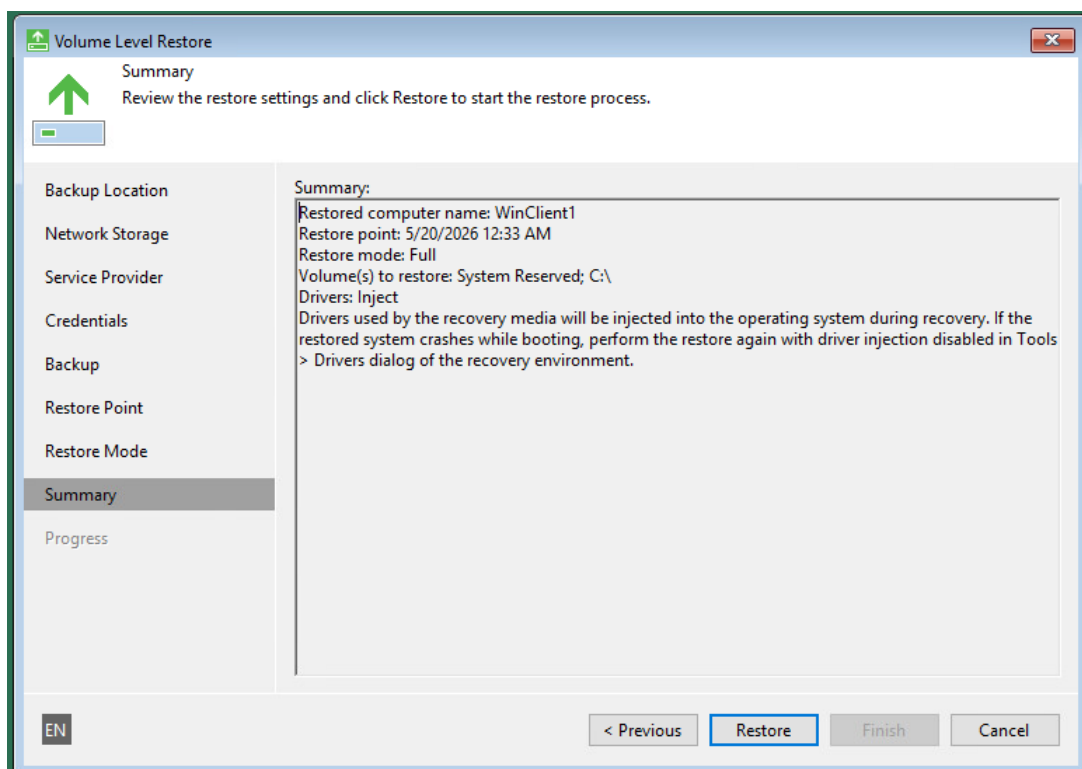 Volume Level Restore
Summary
Review the restore settings and click Restore to start the restore process.
Backup Location
Network Storage
Service Provider
Credentials
Backup
Restore Point
Restore Mode
Summary
Progress
Summary:
Restored computer name: WinClient1
Restore point: 5/20/2026 12:33 AM
Restore mode: Full
Volume(s) to restore: System Reserved; C:\
Drivers: Inject
Drivers used by the recovery media will be injected into the operating system during recovery. If the
restored system crashes while booting, perform the restore again with driver injection disabled in Tools
> Drivers dialog of the recovery environment.
EN
< Previous
Restore
Finish
Cancel